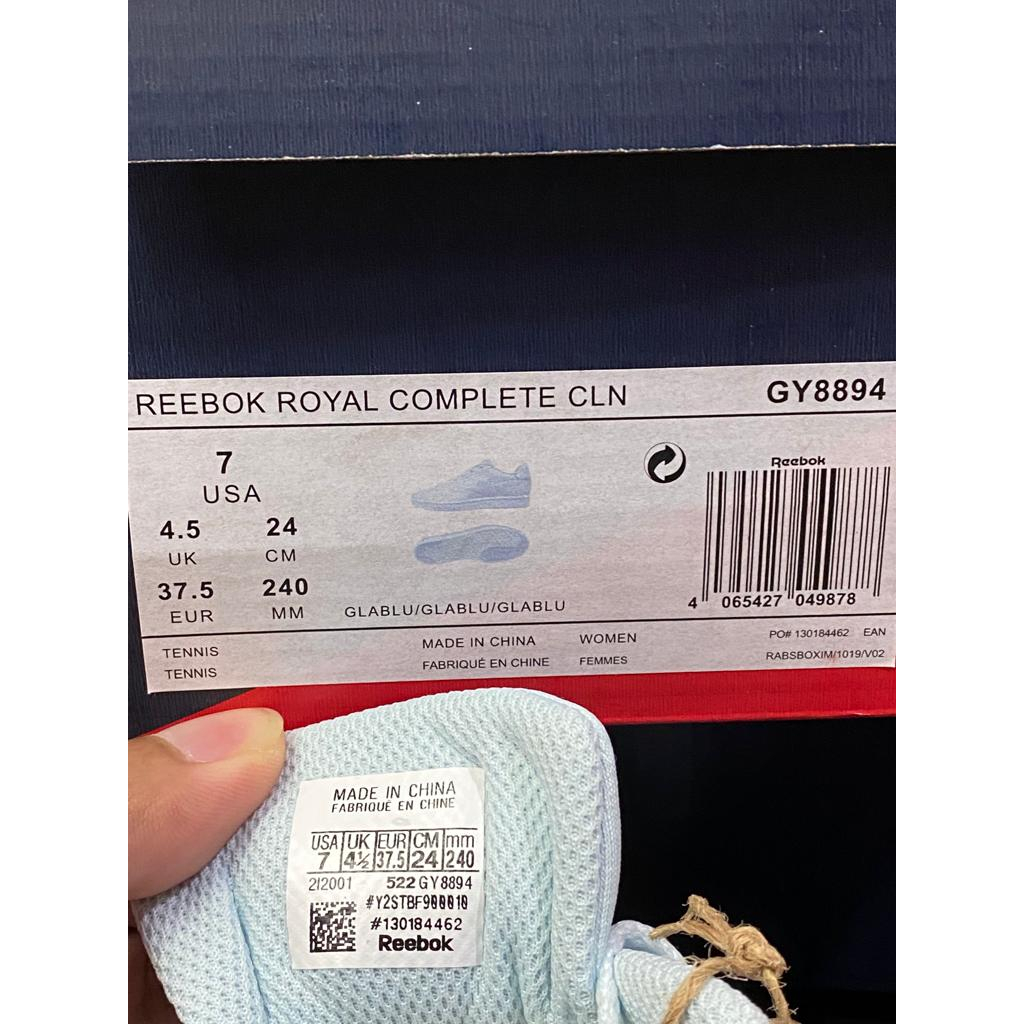 REEBOK ROYAL COMPLETE CLN GY8894
7
USA
4.5 24
UK CM
37.5 240
EUR MM
GLABLU/GLABLU/GLABLU
Reebok
4 065427 049878
TENNIS MADE IN CHINA WOMEN PO# 130184462 EAN
TENNIS FABRIQUÉ EN CHINE FEMMES RABSBOXIM/1019/V02
MADE IN CHINA
FABRIQUÉ EN CHINE
USA UK EUR CM mm
7 4½ 37.5 24 240
2I2001 522 GY8894
#Y2STBF900010
#130184462
Reebok